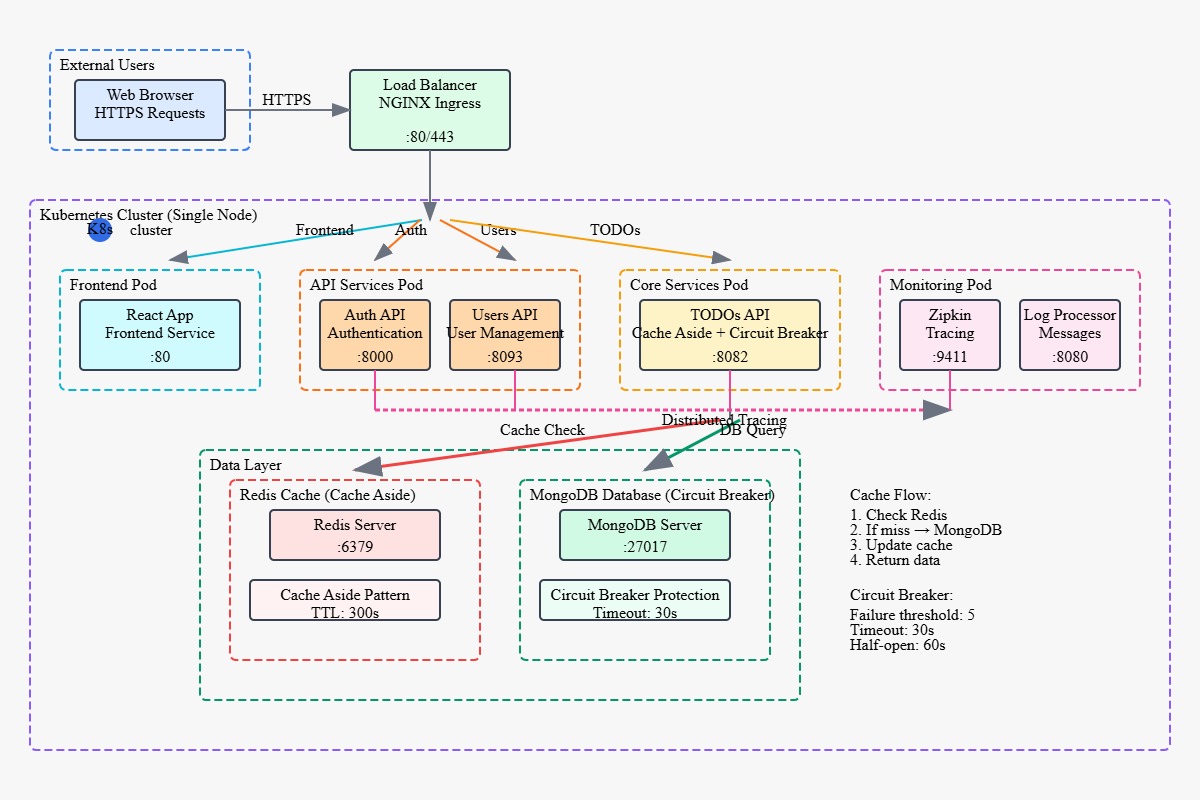 External Users
Web Browser
HTTPS Requests
HTTPS
Load Balancer
NGINX Ingress
:80/443
Kubernetes Cluster (Single Node)
K8s
cluster
Frontend
Auth
Users
TODOs
Frontend Pod
React App
Frontend Service
:80
API Services Pod
Auth API
Authentication
:8000
Users API
User Management
:8093
Core Services Pod
TODOs API
Cache Aside + Circuit Breaker
:8082
Monitoring Pod
Zipkin
Tracing
:9411
Log Processor
Messages
:8080
Distributed Tracing
Cache Check
DB Query
Data Layer
Redis Cache (Cache Aside)
Redis Server
:6379
Cache Aside Pattern
TTL: 300s
MongoDB Database (Circuit Breaker)
MongoDB Server
:27017
Circuit Breaker Protection
Timeout: 30s
Cache Flow:
1. Check Redis
2. If miss → MongoDB
3. Update cache
4. Return data
Circuit Breaker:
Failure threshold: 5
Timeout: 30s
Half-open: 60s